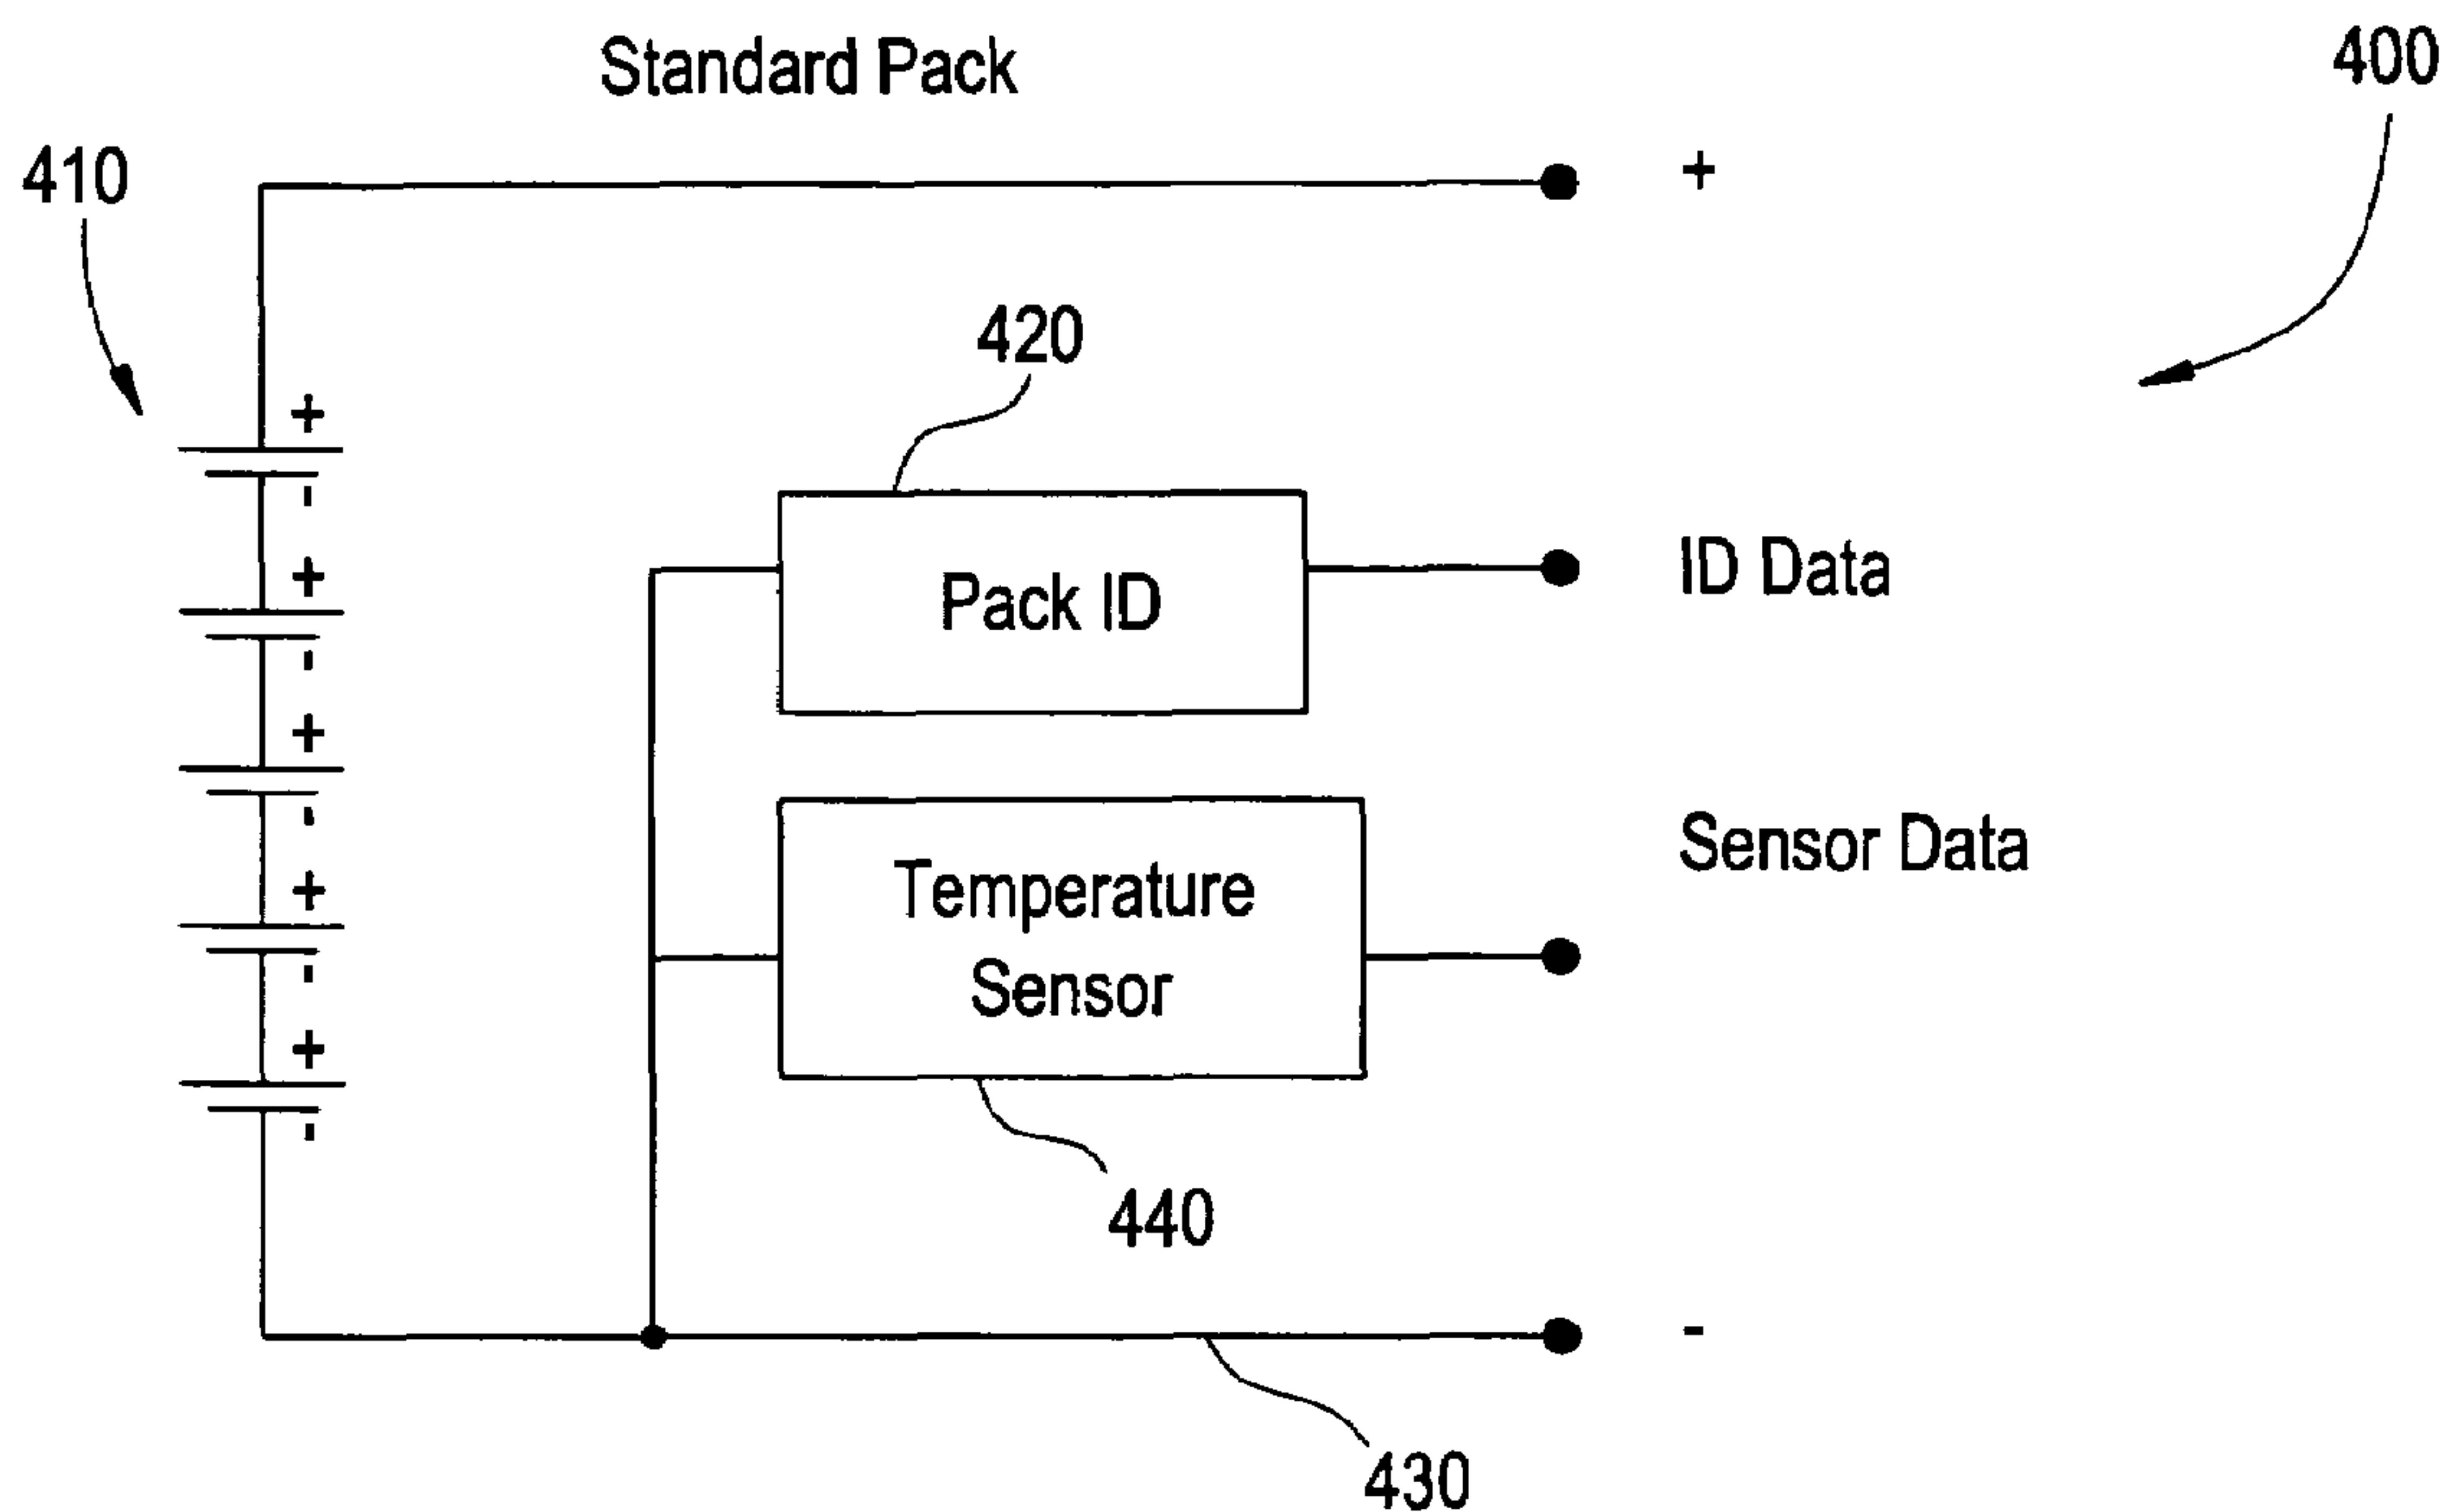 Standard Pack
400
410
+
420
+
-
+
-
+
-
+
-
+
-
Pack ID
ID Data
Temperature
Sensor
Sensor Data
440
-
430